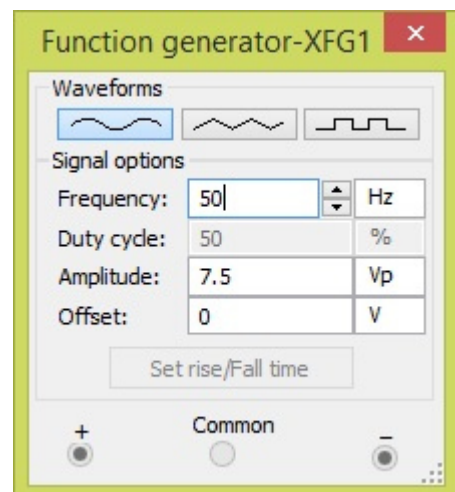 Function generator-XFG1
Waveforms
Signal options
Frequency: 50 Hz
Duty cycle: 50 %
Amplitude: 7.5 Vp
Offset: 0 V
Set rise/Fall time
+ Common −